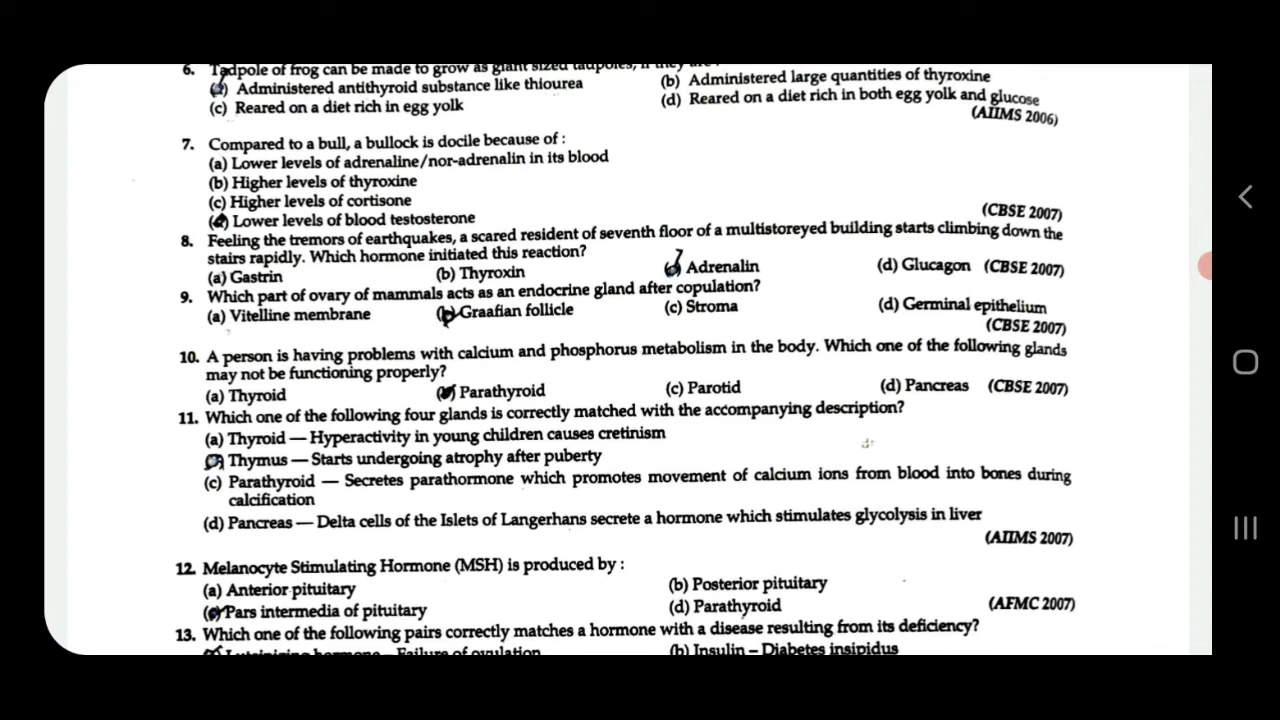 6. Tadpole of frog can be made to grow as giant sized tadpoles, if they are :
(a) Administered antithyroid substance like thiourea (b) Administered large quantities of thyroxine
(c) Reared on a diet rich in egg yolk (d) Reared on a diet rich in both egg yolk and glucose
(AIIMS 2006)
7. Compared to a bull, a bullock is docile because of :
(a) Lower levels of adrenaline/nor-adrenalin in its blood
(b) Higher levels of thyroxine
(c) Higher levels of cortisone
(d) Lower levels of blood testosterone (CBSE 2007)
8. Feeling the tremors of earthquakes, a scared resident of seventh floor of a multistoreyed building starts climbing down the
stairs rapidly. Which hormone initiated this reaction?
(a) Gastrin (b) Thyroxin (c) Adrenalin (d) Glucagon (CBSE 2007)
9. Which part of ovary of mammals acts as an endocrine gland after copulation?
(a) Vitelline membrane (b) Graafian follicle (c) Stroma (d) Germinal epithelium
(CBSE 2007)
10. A person is having problems with calcium and phosphorus metabolism in the body. Which one of the following glands
may not be functioning properly?
(a) Thyroid (b) Parathyroid (c) Parotid (d) Pancreas (CBSE 2007)
11. Which one of the following four glands is correctly matched with the accompanying description?
(a) Thyroid — Hyperactivity in young children causes cretinism
(b) Thymus — Starts undergoing atrophy after puberty
(c) Parathyroid — Secretes parathormone which promotes movement of calcium ions from blood into bones during
calcification
(d) Pancreas — Delta cells of the Islets of Langerhans secrete a hormone which stimulates glycolysis in liver
(AIIMS 2007)
12. Melanocyte Stimulating Hormone (MSH) is produced by :
(a) Anterior pituitary (b) Posterior pituitary
(c) Pars intermedia of pituitary (d) Parathyroid (AFMC 2007)
13. Which one of the following pairs correctly matches a hormone with a disease resulting from its deficiency?
(a) Luteinizing hormone – Failure of ovulation (b) Insulin – Diabetes insipidus